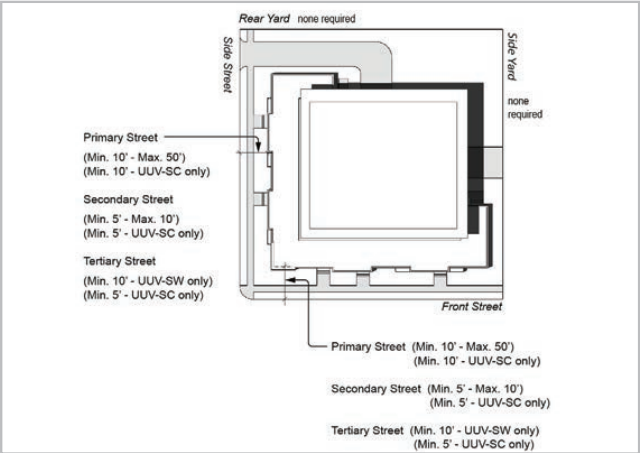 Rear Yard none required
Side Street
Side Yard
none
required
Primary Street
(Min. 10' - Max. 50')
(Min. 10' - UUV-SC only)
Secondary Street
(Min. 5' - Max. 10')
(Min. 5' - UUV-SC only)
Tertiary Street
(Min. 10' - UUV-SW only)
(Min. 5' - UUV-SC only)
Front Street
Primary Street (Min. 10' - Max. 50')
(Min. 10' - UUV-SC only)
Secondary Street (Min. 5' - Max. 10')
(Min. 5' - UUV-SC only)
Tertiary Street (Min. 10' - UUV-SW only)
(Min. 5' - UUV-SC only)